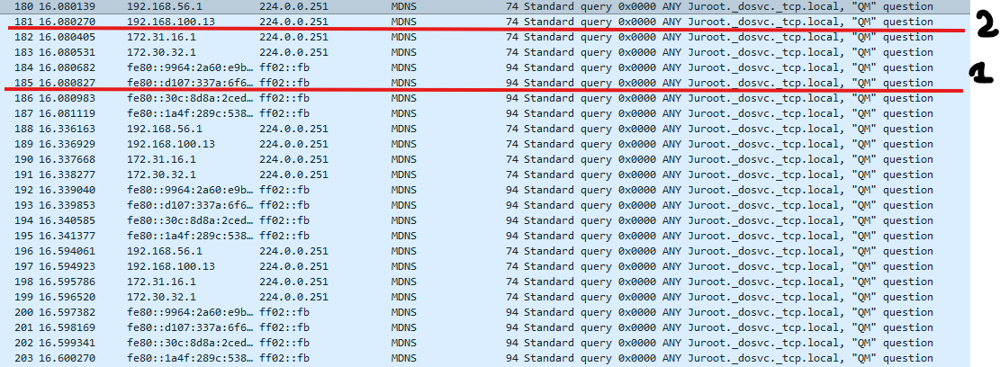 180 16.080139 192.168.56.1 224.0.0.251 MDNS 74 Standard query 0x0000 ANY Juroot._dosvc._tcp.local, "QM" question
181 16.080270 192.168.100.13 224.0.0.251 MDNS 74 Standard query 0x0000 ANY Juroot._dosvc._tcp.local, "QM" question
2
182 16.080405 172.31.16.1 224.0.0.251 MDNS 74 Standard query 0x0000 ANY Juroot._dosvc._tcp.local, "QM" question
183 16.080531 172.30.32.1 224.0.0.251 MDNS 74 Standard query 0x0000 ANY Juroot._dosvc._tcp.local, "QM" question
184 16.080682 fe80::9964:2a60:e9b… ff02::fb MDNS 94 Standard query 0x0000 ANY Juroot._dosvc._tcp.local, "QM" question
1
185 16.080827 fe80::d107:337a:6f6… ff02::fb MDNS 94 Standard query 0x0000 ANY Juroot._dosvc._tcp.local, "QM" question
186 16.080983 fe80::30c:8d8a:2ced… ff02::fb MDNS 94 Standard query 0x0000 ANY Juroot._dosvc._tcp.local, "QM" question
187 16.081119 fe80::1a4f:289c:538… ff02::fb MDNS 94 Standard query 0x0000 ANY Juroot._dosvc._tcp.local, "QM" question
188 16.336163 192.168.56.1 224.0.0.251 MDNS 74 Standard query 0x0000 ANY Juroot._dosvc._tcp.local, "QM" question
189 16.336929 192.168.100.13 224.0.0.251 MDNS 74 Standard query 0x0000 ANY Juroot._dosvc._tcp.local, "QM" question
190 16.337668 172.31.16.1 224.0.0.251 MDNS 74 Standard query 0x0000 ANY Juroot._dosvc._tcp.local, "QM" question
191 16.338277 172.30.32.1 224.0.0.251 MDNS 74 Standard query 0x0000 ANY Juroot._dosvc._tcp.local, "QM" question
192 16.339040 fe80::9964:2a60:e9b… ff02::fb MDNS 94 Standard query 0x0000 ANY Juroot._dosvc._tcp.local, "QM" question
193 16.339853 fe80::d107:337a:6f6… ff02::fb MDNS 94 Standard query 0x0000 ANY Juroot._dosvc._tcp.local, "QM" question
194 16.340585 fe80::30c:8d8a:2ced… ff02::fb MDNS 94 Standard query 0x0000 ANY Juroot._dosvc._tcp.local, "QM" question
195 16.341377 fe80::1a4f:289c:538… ff02::fb MDNS 94 Standard query 0x0000 ANY Juroot._dosvc._tcp.local, "QM" question
196 16.594061 192.168.56.1 224.0.0.251 MDNS 74 Standard query 0x0000 ANY Juroot._dosvc._tcp.local, "QM" question
197 16.594923 192.168.100.13 224.0.0.251 MDNS 74 Standard query 0x0000 ANY Juroot._dosvc._tcp.local, "QM" question
198 16.595786 172.31.16.1 224.0.0.251 MDNS 74 Standard query 0x0000 ANY Juroot._dosvc._tcp.local, "QM" question
199 16.596520 172.30.32.1 224.0.0.251 MDNS 74 Standard query 0x0000 ANY Juroot._dosvc._tcp.local, "QM" question
200 16.597382 fe80::9964:2a60:e9b… ff02::fb MDNS 94 Standard query 0x0000 ANY Juroot._dosvc._tcp.local, "QM" question
201 16.598169 fe80::d107:337a:6f6… ff02::fb MDNS 94 Standard query 0x0000 ANY Juroot._dosvc._tcp.local, "QM" question
202 16.599341 fe80::30c:8d8a:2ced… ff02::fb MDNS 94 Standard query 0x0000 ANY Juroot._dosvc._tcp.local, "QM" question
203 16.600270 fe80::1a4f:289c:538… ff02::fb MDNS 94 Standard query 0x0000 ANY Juroot._dosvc._tcp.local, "QM" question